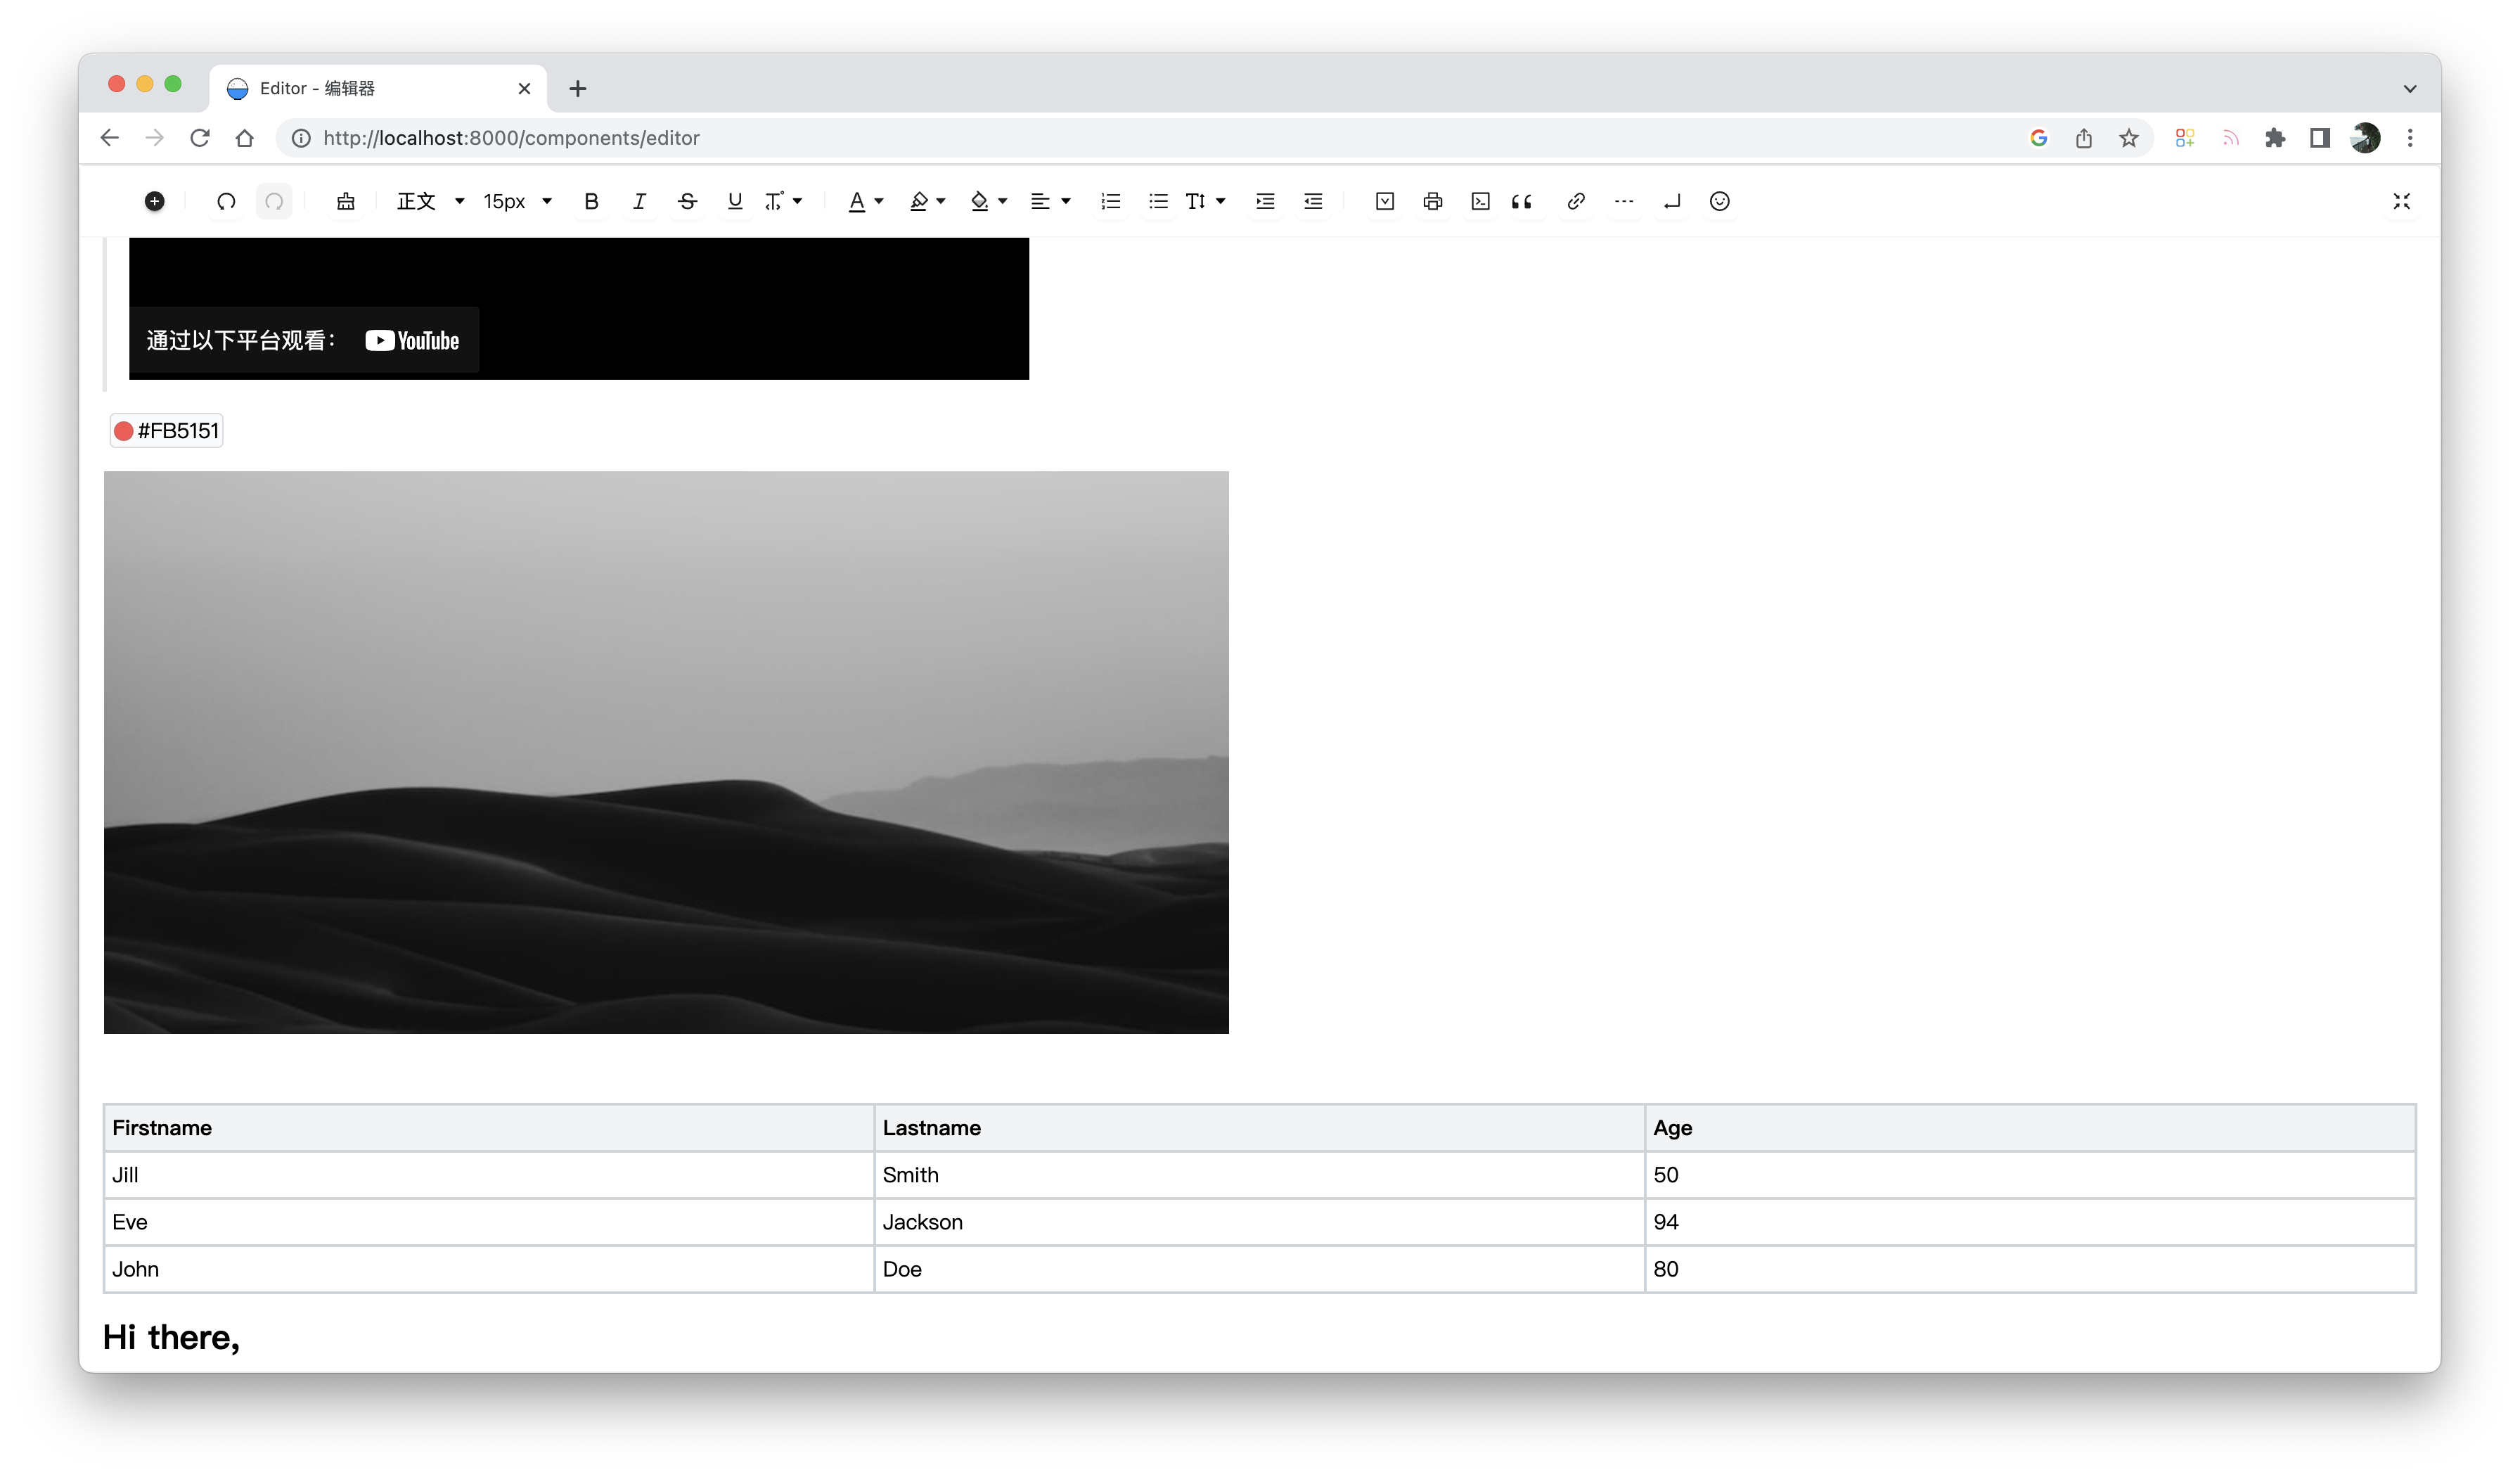 Editor - 编辑器
http://localhost:8000/components/editor
正文 15px
通过以下平台观看： YouTube
#FB5151
Firstname Lastname Age
Jill Smith 50
Eve Jackson 94
John Doe 80
Hi there,